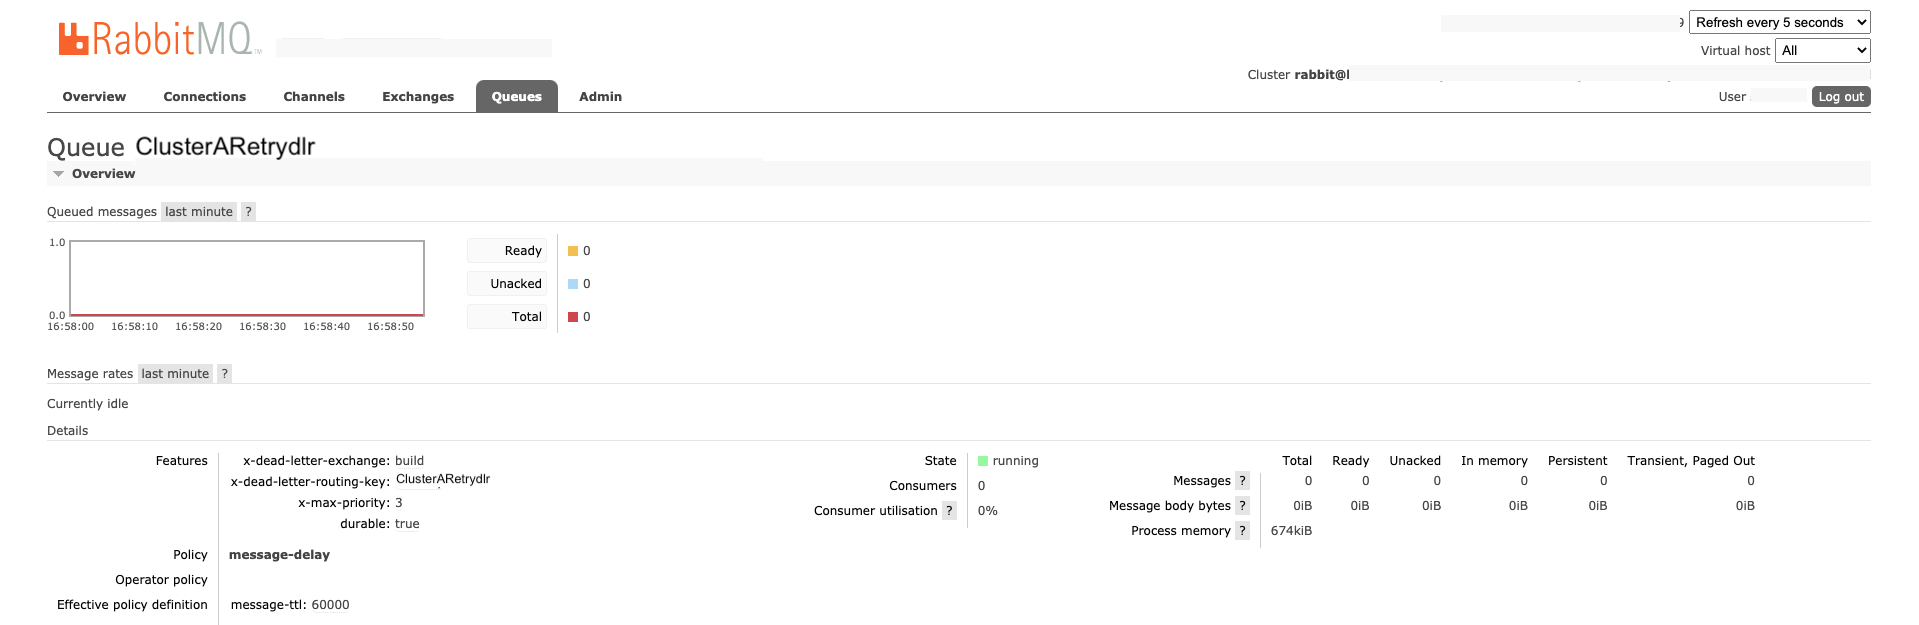 RabbitMQ TM
Refresh every 5 seconds
Virtual host All
Cluster rabbit@l
Overview Connections Channels Exchanges Queues Admin
User Log out
Queue ClusterARetrydlr
Overview
Queued messages last minute ?
1.0
0.0
16:58:00 16:58:10 16:58:20 16:58:30 16:58:40 16:58:50
Ready 0
Unacked 0
Total 0
Message rates last minute ?
Currently idle
Details
Features x-dead-letter-exchange: build
x-dead-letter-routing-key: ClusterARetrydlr
x-max-priority: 3
durable: true
Policy message-delay
Operator policy
Effective policy definition message-ttl: 60000
State running
Consumers 0
Consumer utilisation ? 0%
Total Ready Unacked In memory Persistent Transient, Paged Out
Messages ? 0 0 0 0 0 0
Message body bytes ? 0iB 0iB 0iB 0iB 0iB 0iB
Process memory ? 674kiB